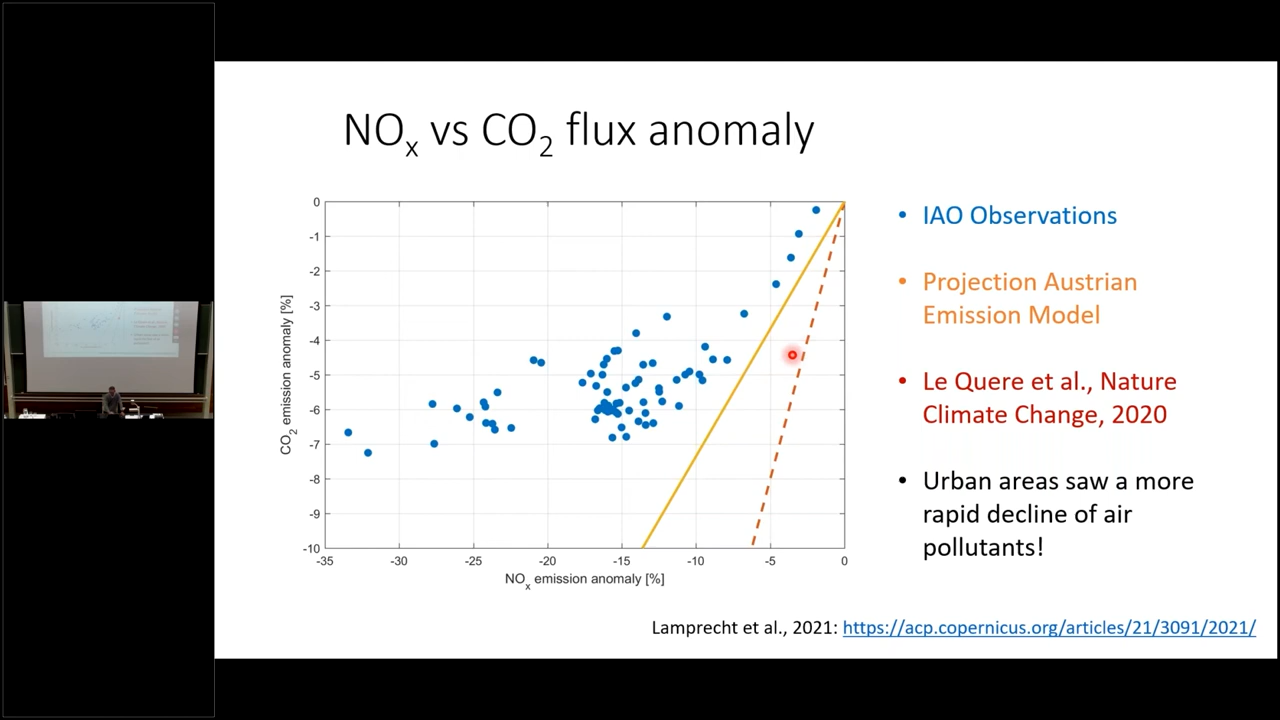 NOx vs CO2 flux anomaly
0
-1
-2
-3
-4
-5
-6
-7
-8
-9
-10
CO2 emission anomaly [%]
-35
-30
-25
-20
-15
-10
-5
0
NOx emission anomaly [%]
• IAO Observations
• Projection Austrian
Emission Model
• Le Quere et al., Nature
Climate Change, 2020
• Urban areas saw a more
rapid decline of air
pollutants!
Lamprecht et al., 2021: https://acp.copernicus.org/articles/21/3091/2021/